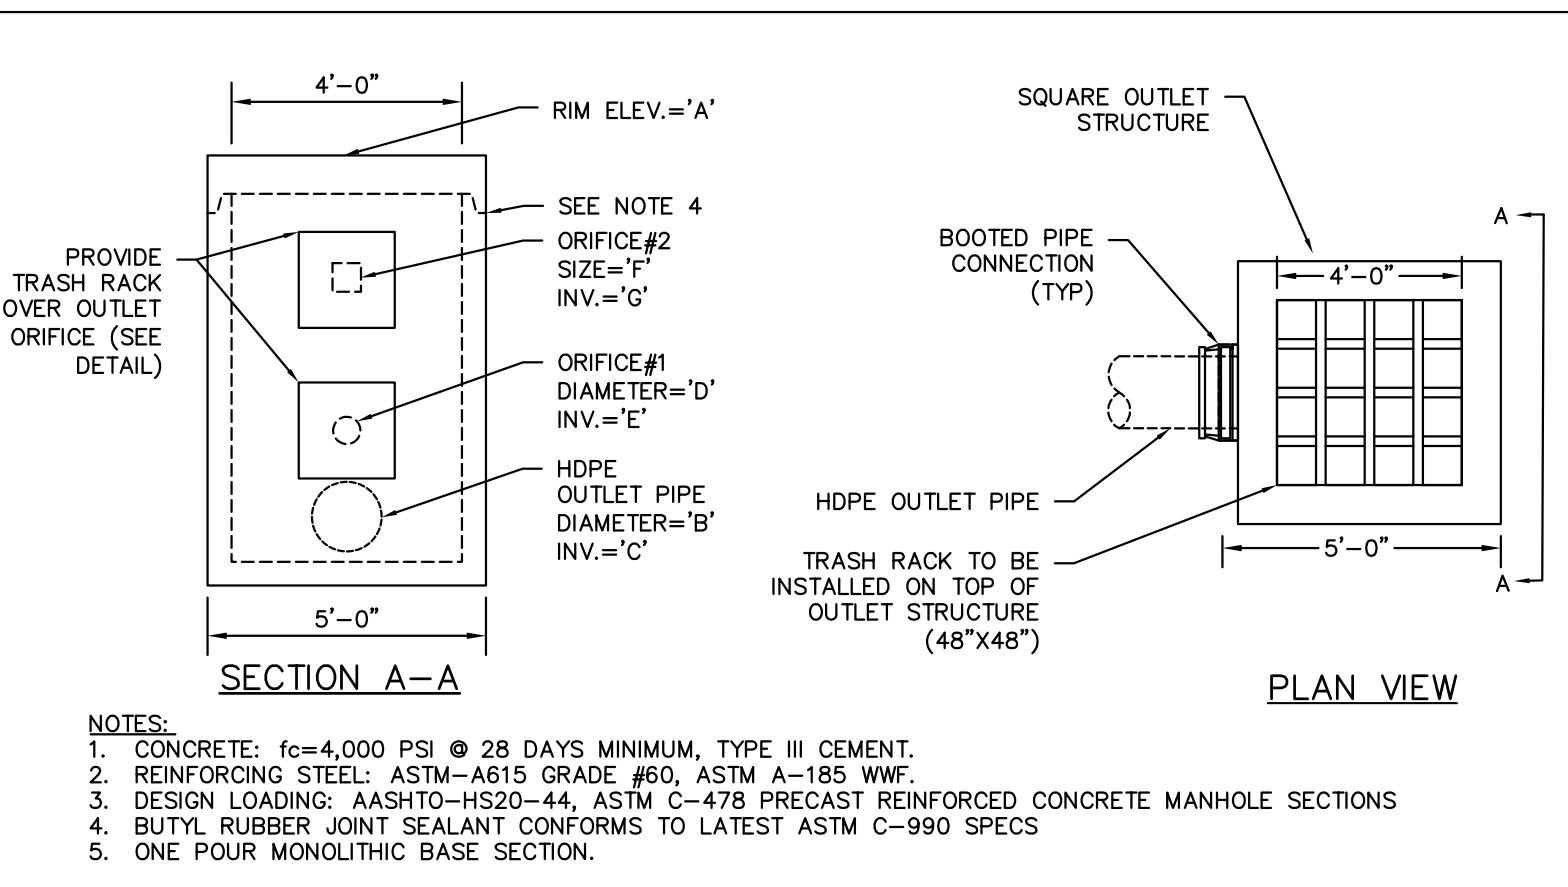 4'-0"
RIM ELEV.='A'
SEE NOTE 4
ORIFICE#2
SIZE='F'
INV.='G'
PROVIDE
TRASH RACK
OVER OUTLET
ORIFICE (SEE
DETAIL)
ORIFICE#1
DIAMETER='D'
INV.='E'
HDPE
OUTLET PIPE
DIAMETER='B'
INV.='C'
5'-0"
SECTION A-A
SQUARE OUTLET
STRUCTURE
A
BOOTED PIPE
CONNECTION
(TYP)
4'-0"
HDPE OUTLET PIPE
5'-0"
TRASH RACK TO BE
INSTALLED ON TOP OF
OUTLET STRUCTURE
(48"X48")
A
PLAN VIEW
NOTES:
1. CONCRETE: fc=4,000 PSI @ 28 DAYS MINIMUM, TYPE III CEMENT.
2. REINFORCING STEEL: ASTM-A615 GRADE #60, ASTM A-185 WWF.
3. DESIGN LOADING: AASHTO-HS20-44, ASTM C-478 PRECAST REINFORCED CONCRETE MANHOLE SECTIONS
4. BUTYL RUBBER JOINT SEALANT CONFORMS TO LATEST ASTM C-990 SPECS
5. ONE POUR MONOLITHIC BASE SECTION.